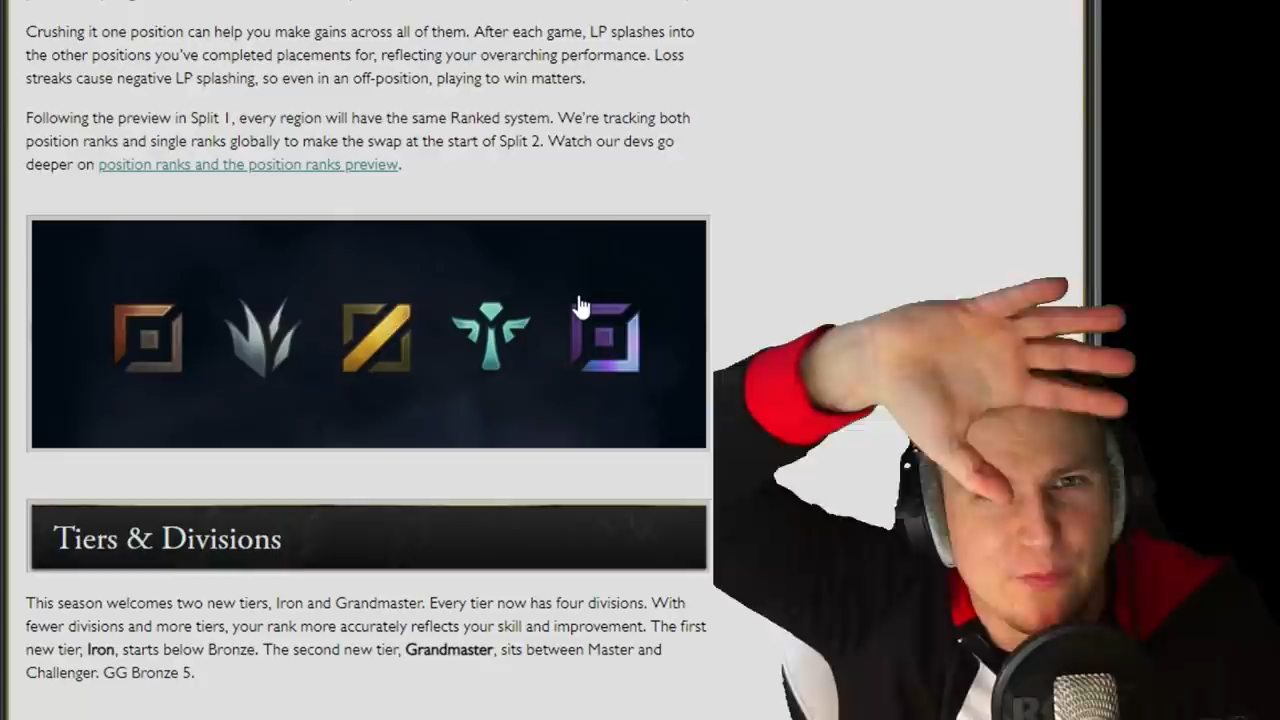 Crushing it one position can help you make gains across all of them. After each game, LP splashes into
the other positions you've completed placements for, reflecting your overarching performance. Loss
streaks cause negative LP splashing, so even in an off-position, playing to win matters.
Following the preview in Split 1, every region will have the same Ranked system. We're tracking both
position ranks and single ranks globally to make the swap at the start of Split 2. Watch our devs go
deeper on position ranks and the position ranks preview.
Tiers & Divisions
This season welcomes two new tiers, Iron and Grandmaster. Every tier now has four divisions. With
fewer divisions and more tiers, your rank more accurately reflects your skill and improvement. The first
new tier, Iron, starts below Bronze. The second new tier, Grandmaster, sits between Master and
Challenger. GG Bronze 5.